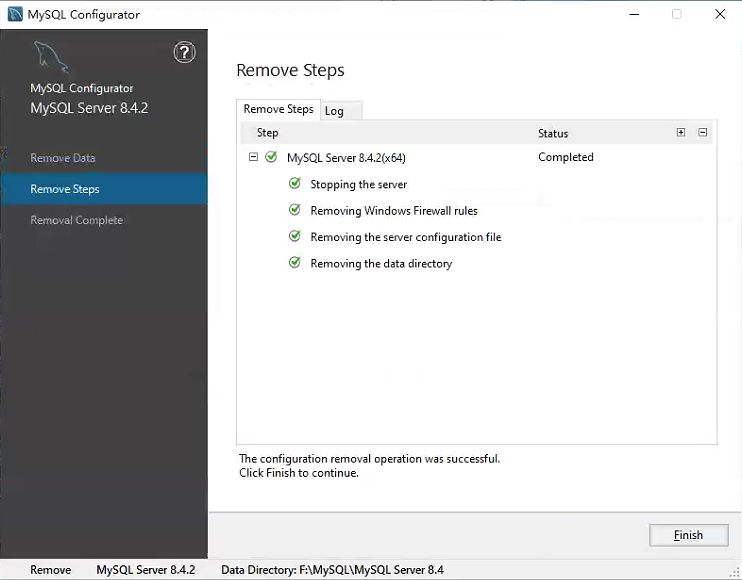 MySQL Configurator
?
MySQL Configurator
MySQL Server 8.4.2
Remove Data
Remove Steps
Removal Complete
Remove Steps
Remove Steps Log
Step Status
MySQL Server 8.4.2(x64) Completed
Stopping the server
Removing Windows Firewall rules
Removing the server configuration file
Removing the data directory
The configuration removal operation was successful.
Click Finish to continue.
Finish
Remove MySQL Server 8.4.2 Data Directory: F:\MySQL\MySQL Server 8.4